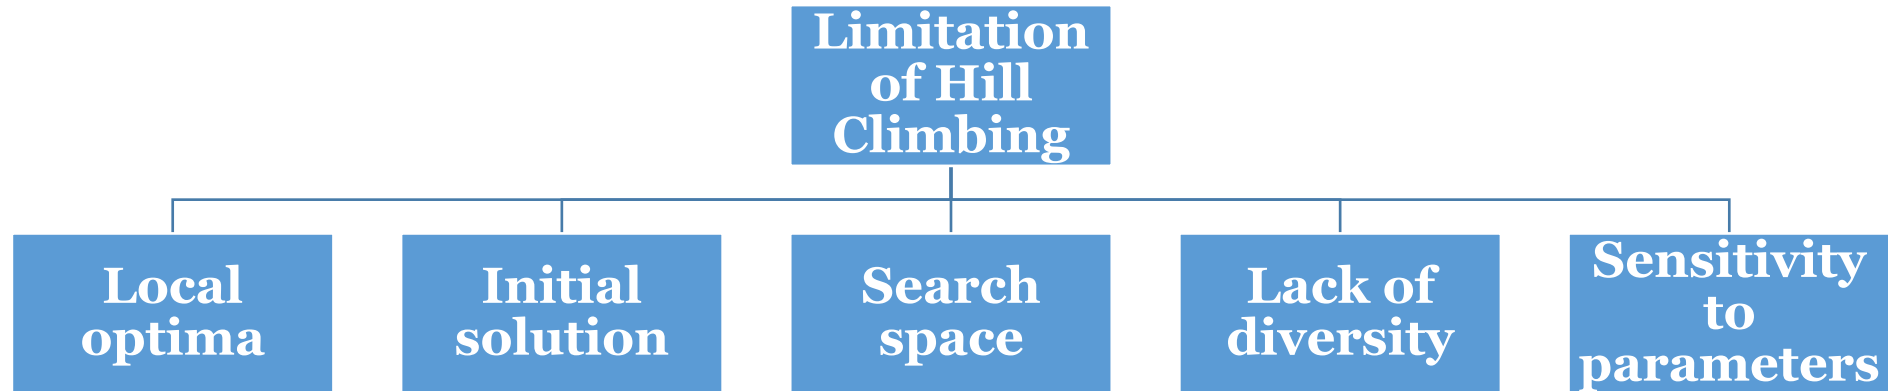 Limitation
of Hill
Climbing
Local
optima
Initial
solution
Search
space
Lack of
diversity
Sensitivity
to
parameters